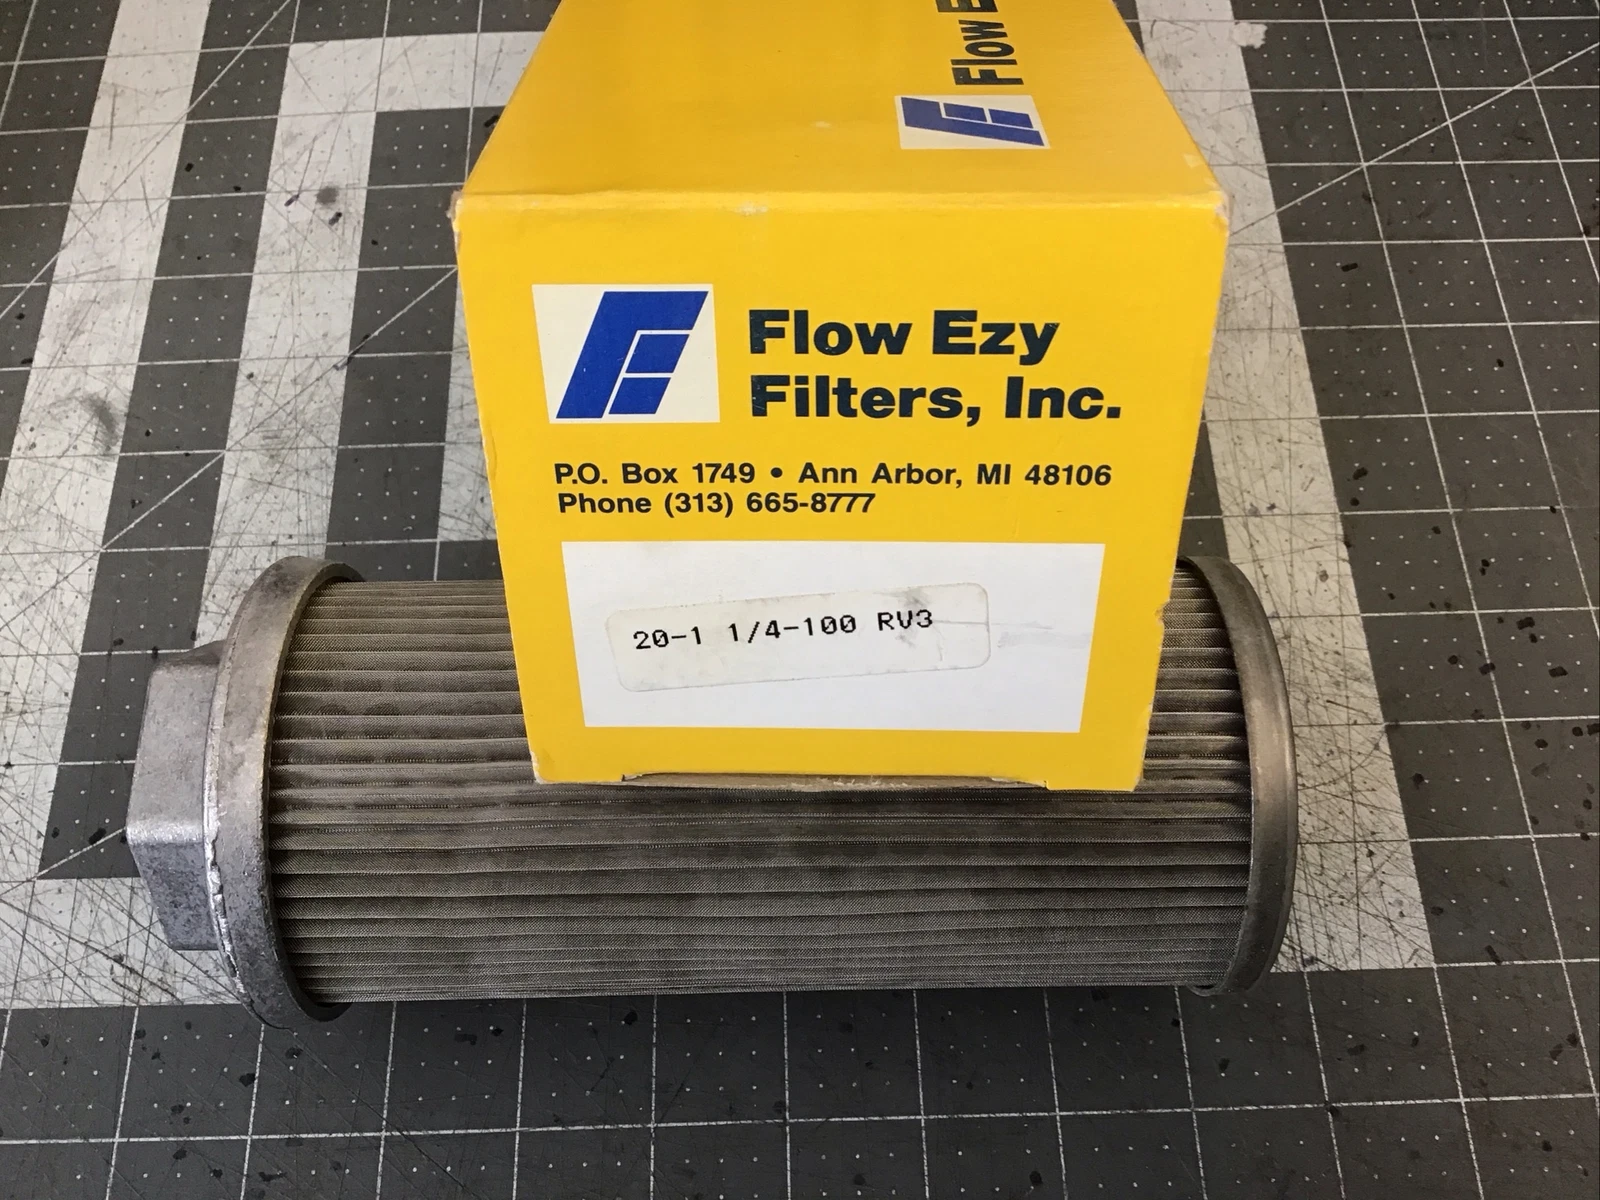 Flow E
Flow Ezy
Filters, Inc.
P.O. Box 1749 • Ann Arbor, MI 48106
Phone (313) 665-8777
20-1 1/4-100 RV3